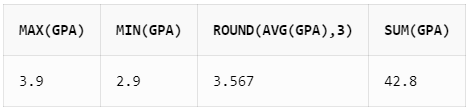 MAX(GPA) MIN(GPA) ROUND(AVG(GPA),3) SUM(GPA)
3.9 2.9 3.567 42.8